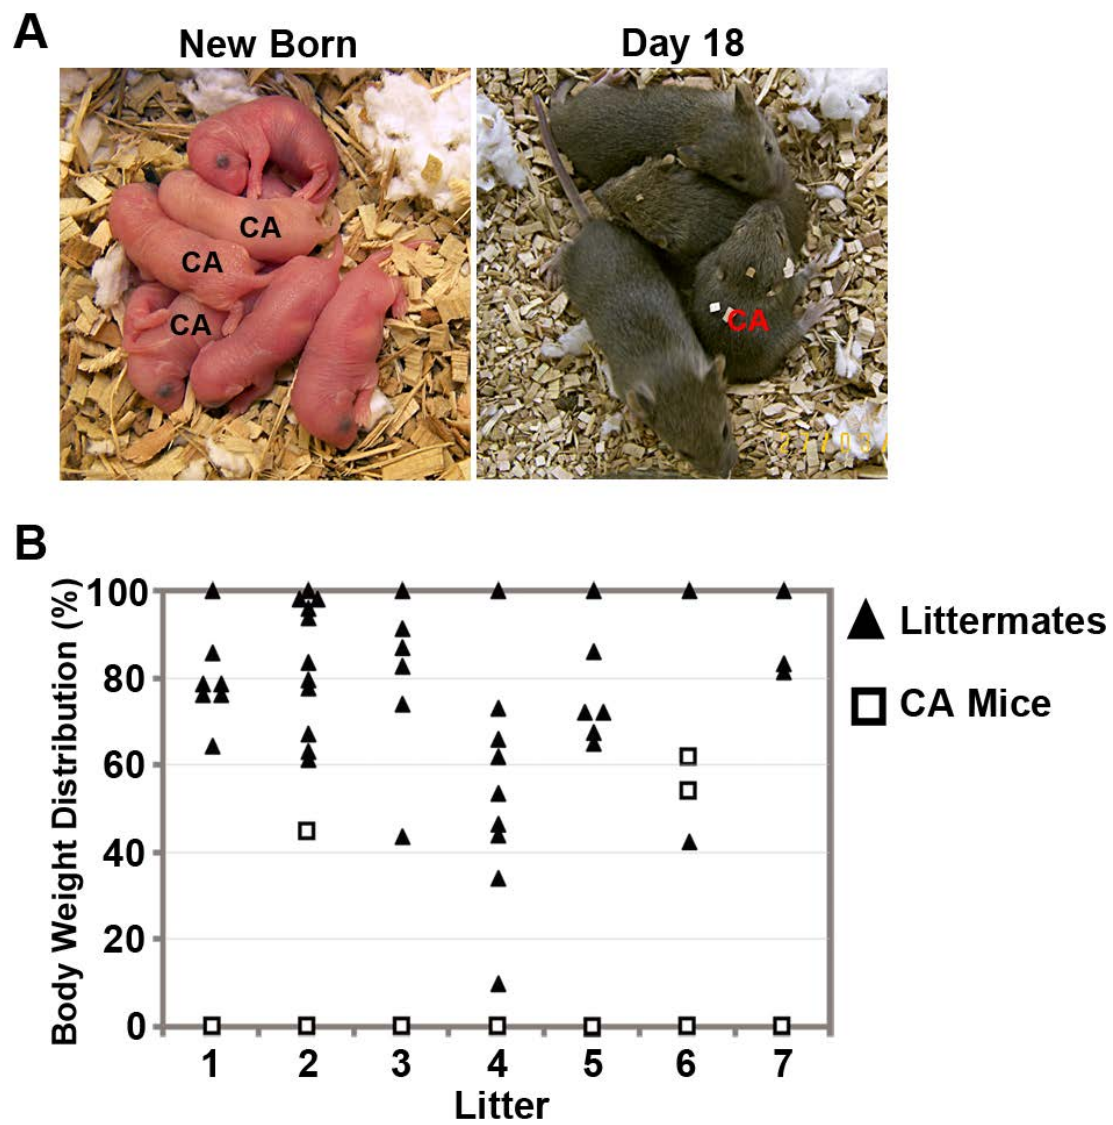 A
New Born
Day 18
CA
CA
CA
CA
B
Body Weight Distribution (%)
100
80
60
40
20
0
1 2 3 4 5 6 7
Litter
Littermates
CA Mice